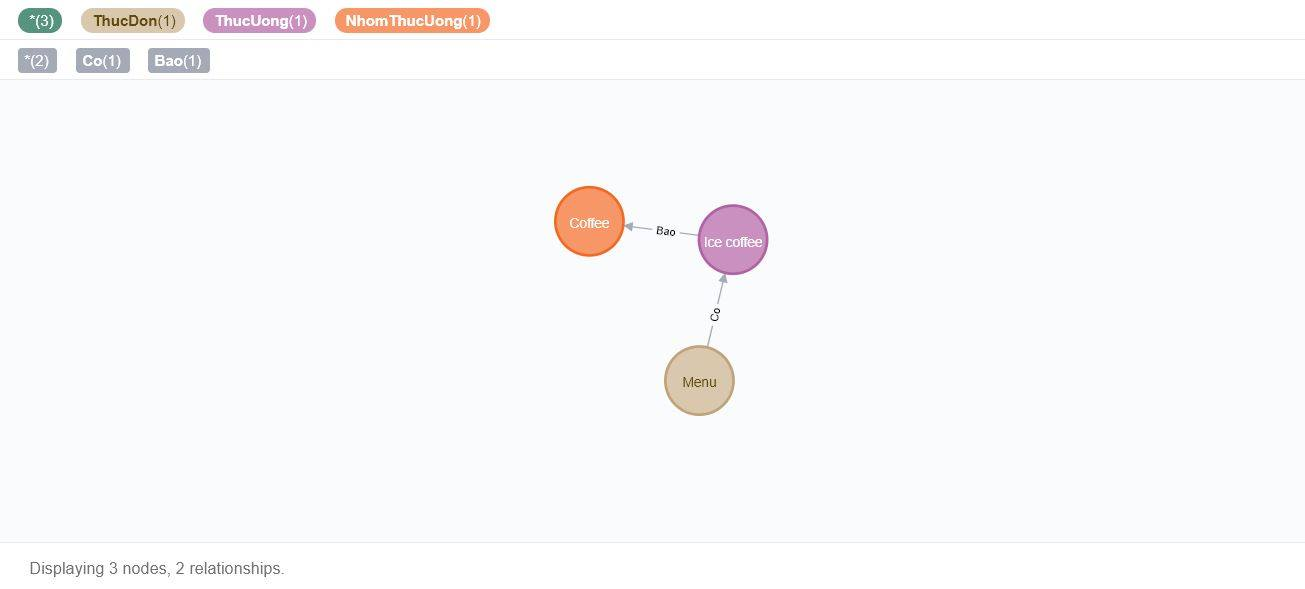 *(3) ThucDon(1) ThucUong(1) NhomThucUong(1)
*(2) Co(1) Bao(1)
Coffee
Bao
Ice coffee
Co
Menu
Displaying 3 nodes, 2 relationships.